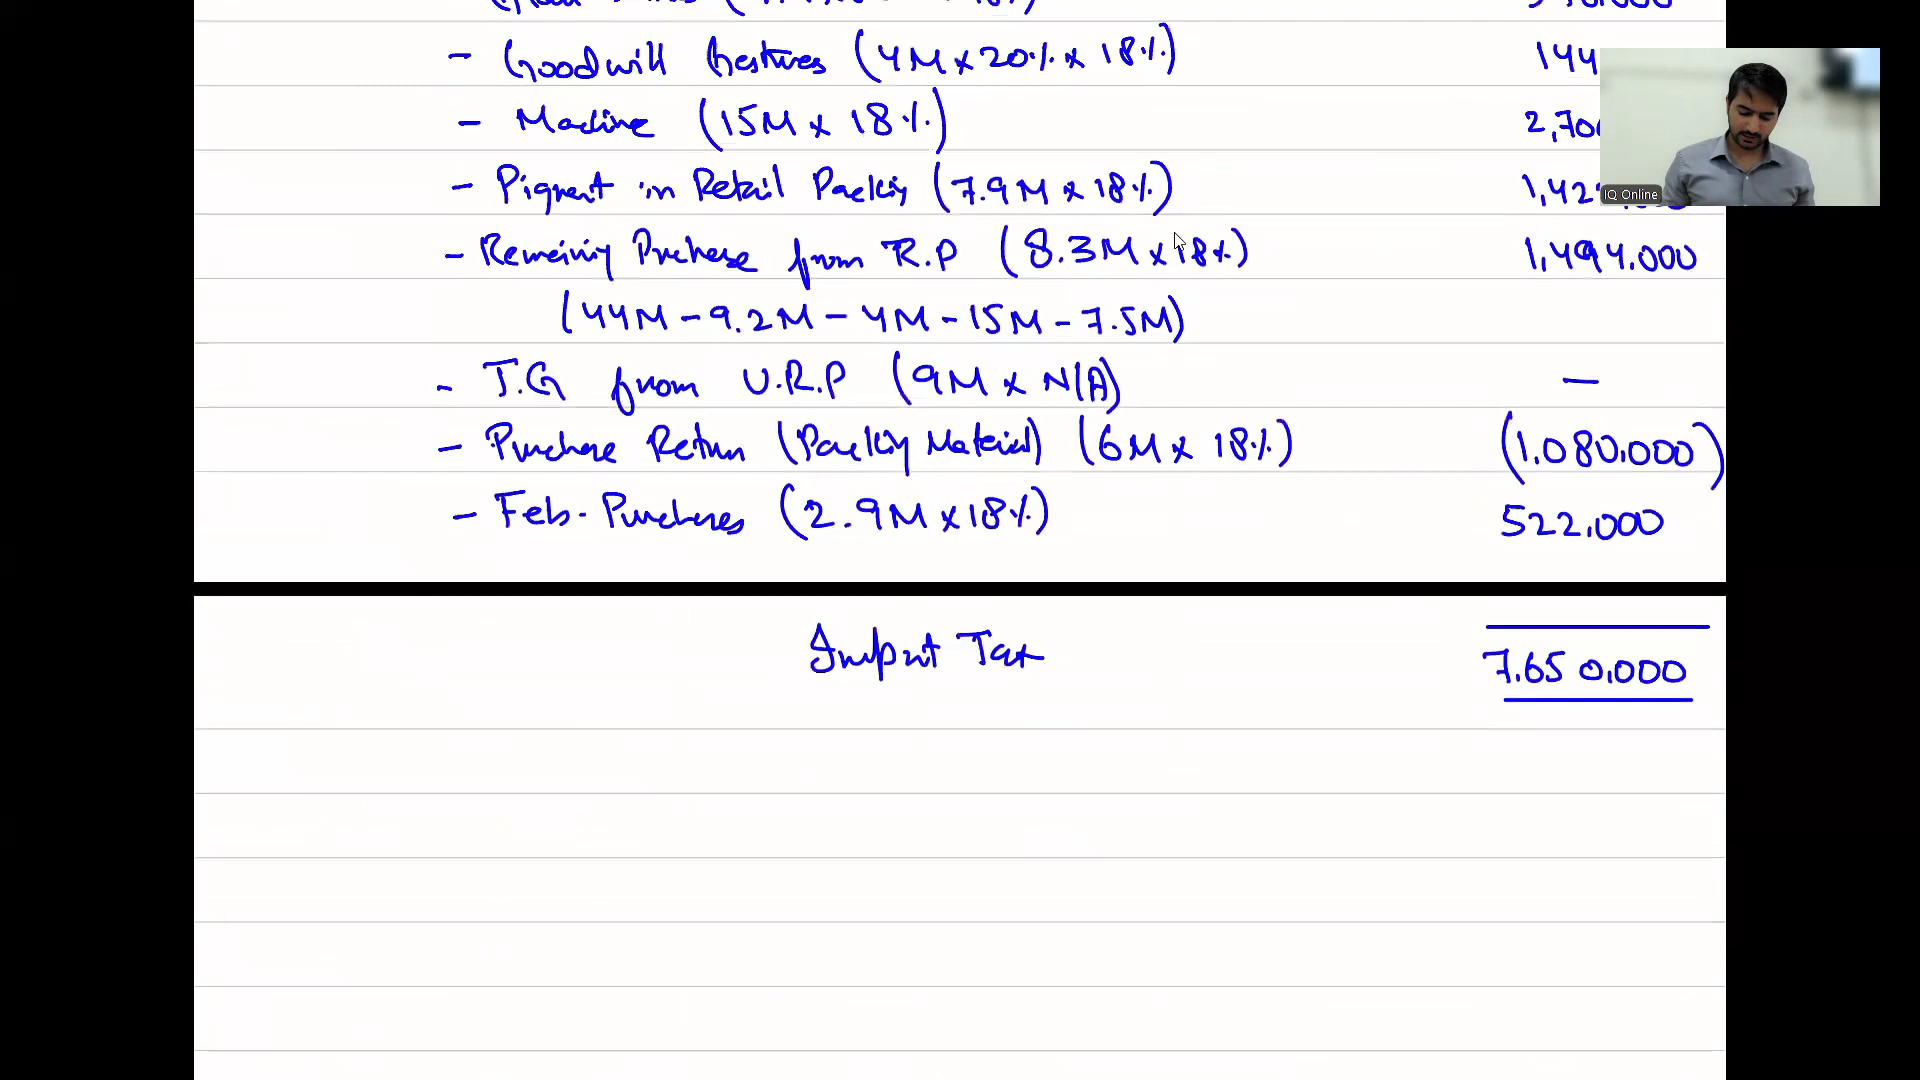 - Goodwill Gestures (4M x 20% x 18%) 144
- Machine (15M x 18%) 2,70
- Pigment in Retail Packing (7.9M x 18%) 1,422
IQ Online
- Remaining Purchase from R.P (8.3M x 18%) 1,494.000
(44M - 9.2M - 4M - 15M - 7.5M)
- T.G from U.R.P (9M x N/A) —
- Purchase Return (Packing Material) (6M x 18%) (1.080.000)
- Feb. Purchases (2.9M x 18%) 522.000
Input Tax 7.650.000